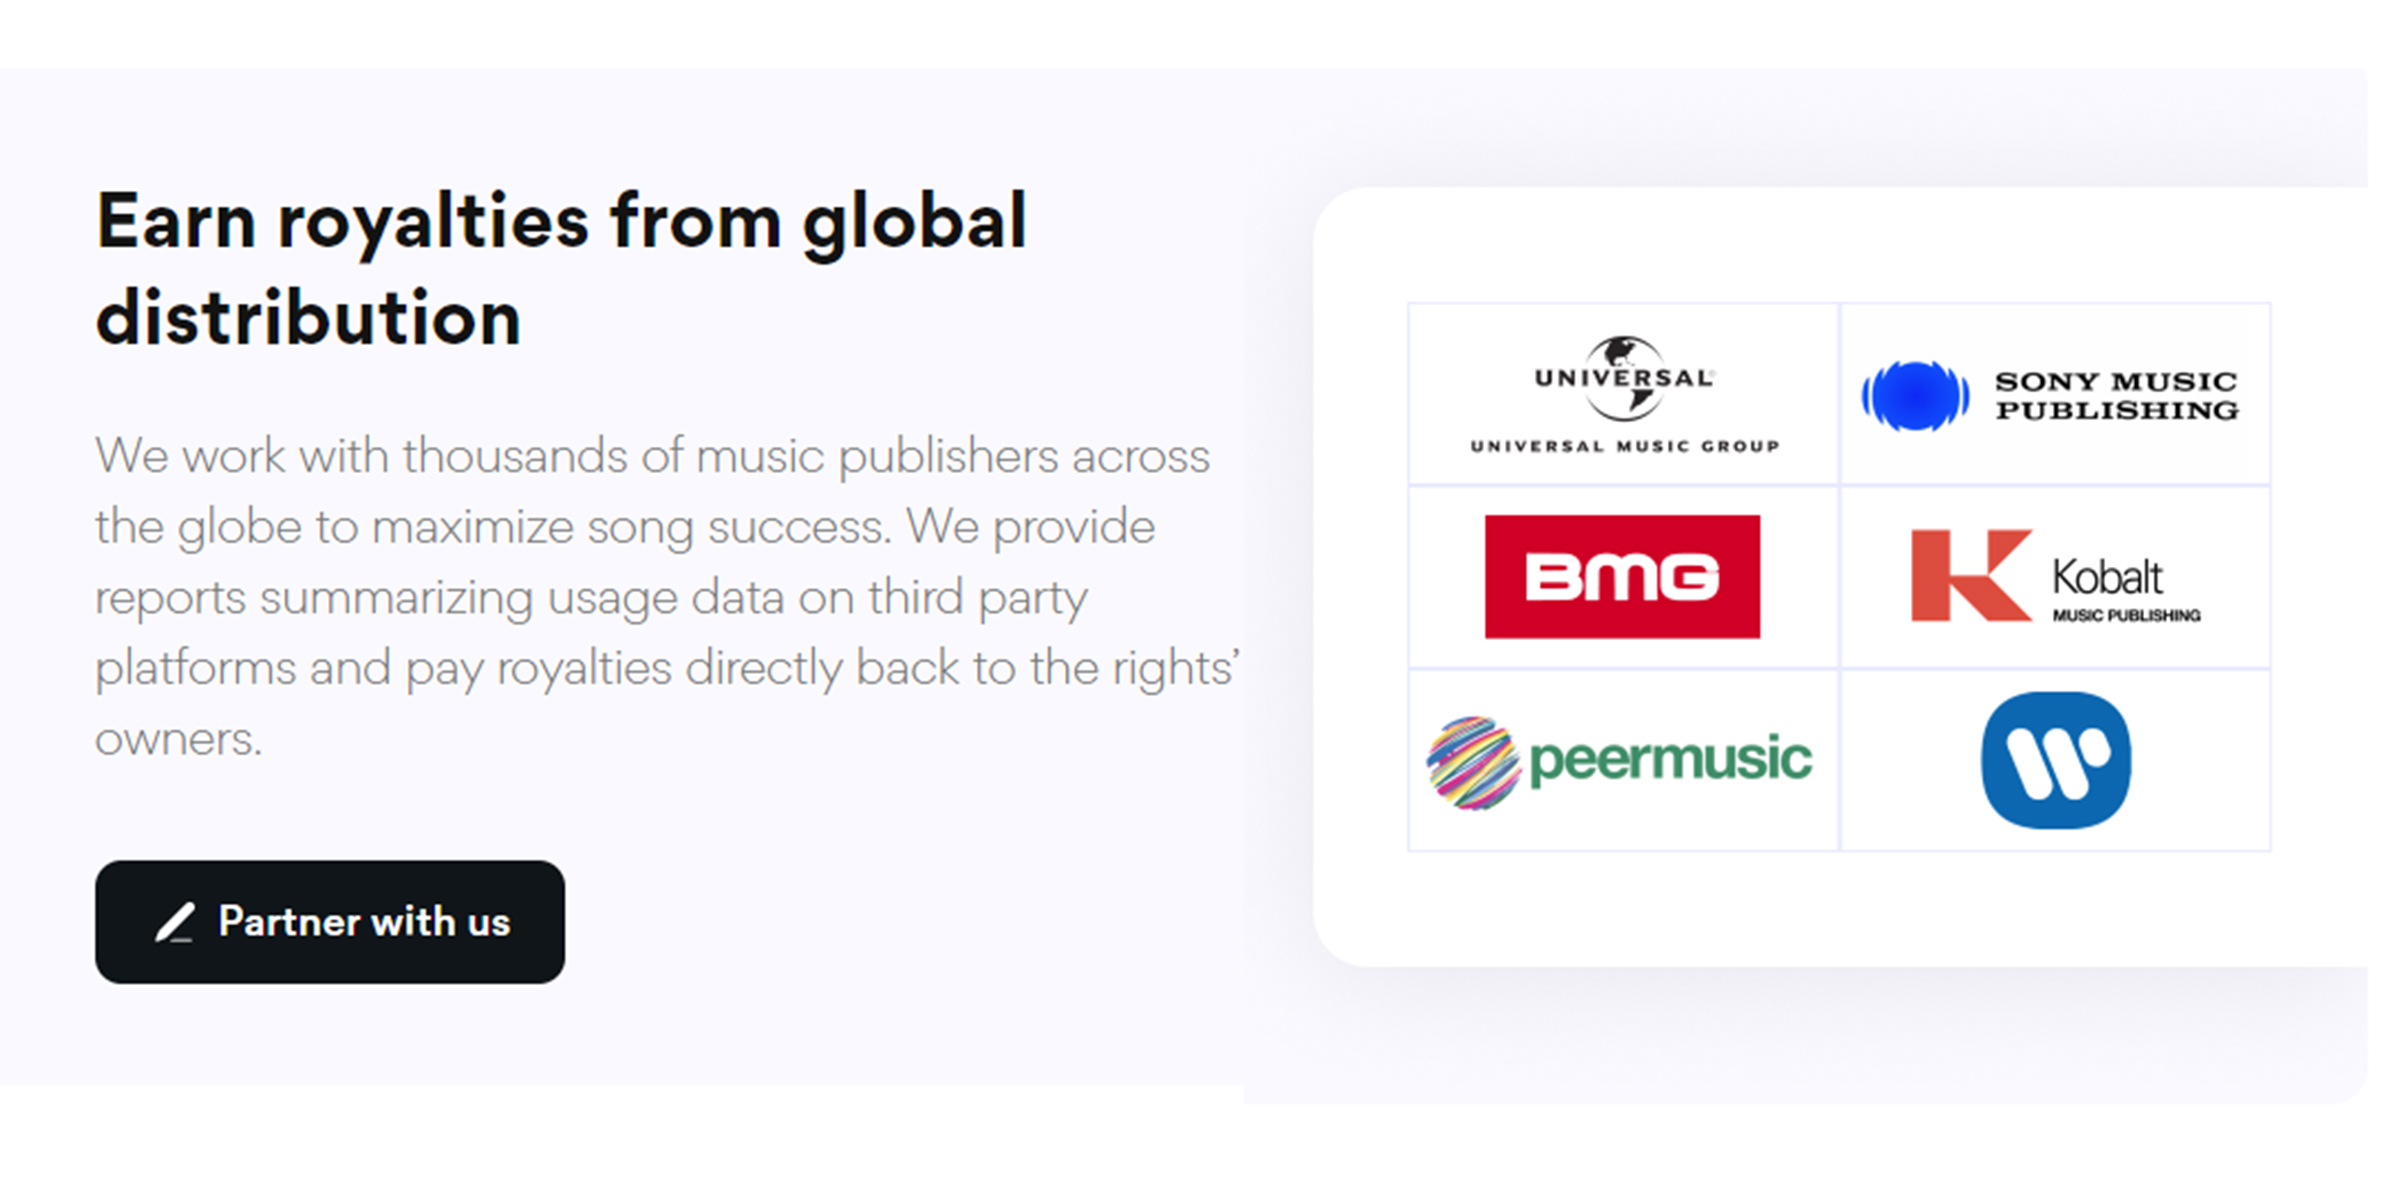 Earn royalties from global
distribution
We work with thousands of music publishers across
the globe to maximize song success. We provide
reports summarizing usage data on third party
platforms and pay royalties directly back to the rights’
owners.
Partner with us
UNIVERSAL
UNIVERSAL MUSIC GROUP
SONY MUSIC
PUBLISHING
BMG
Kobalt
MUSIC PUBLISHING
peermusic